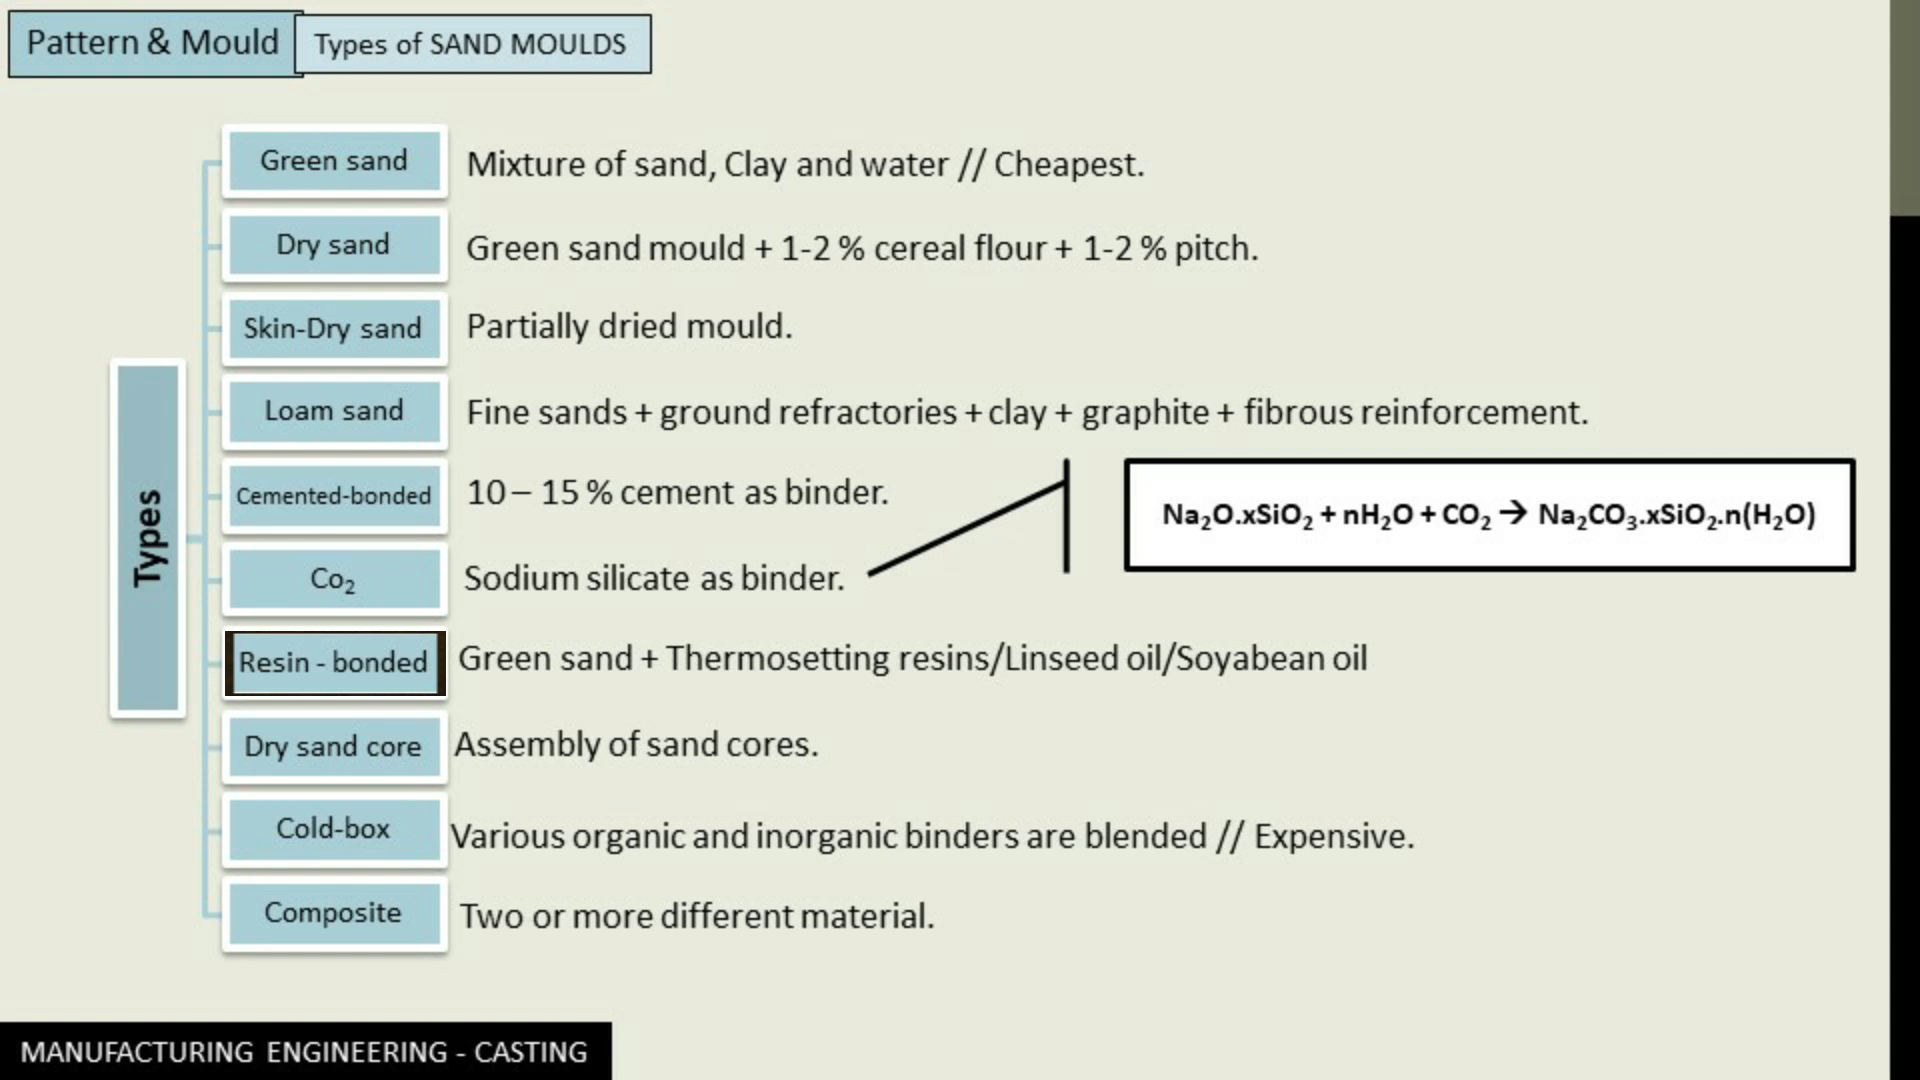 Pattern & Mould
Types of SAND MOULDS
Types
Green sand
Mixture of sand, Clay and water // Cheapest.
Dry sand
Green sand mould + 1-2 % cereal flour + 1-2 % pitch.
Skin-Dry sand
Partially dried mould.
Loam sand
Fine sands + ground refractories + clay + graphite + fibrous reinforcement.
Cemented-bonded
10 – 15 % cement as binder.
Na₂O.xSiO₂ + nH₂O + CO₂ → Na₂CO₃.xSiO₂.n(H₂O)
Co₂
Sodium silicate as binder.
Resin - bonded
Green sand + Thermosetting resins/Linseed oil/Soyabean oil
Dry sand core
Assembly of sand cores.
Cold-box
Various organic and inorganic binders are blended // Expensive.
Composite
Two or more different material.
MANUFACTURING ENGINEERING - CASTING